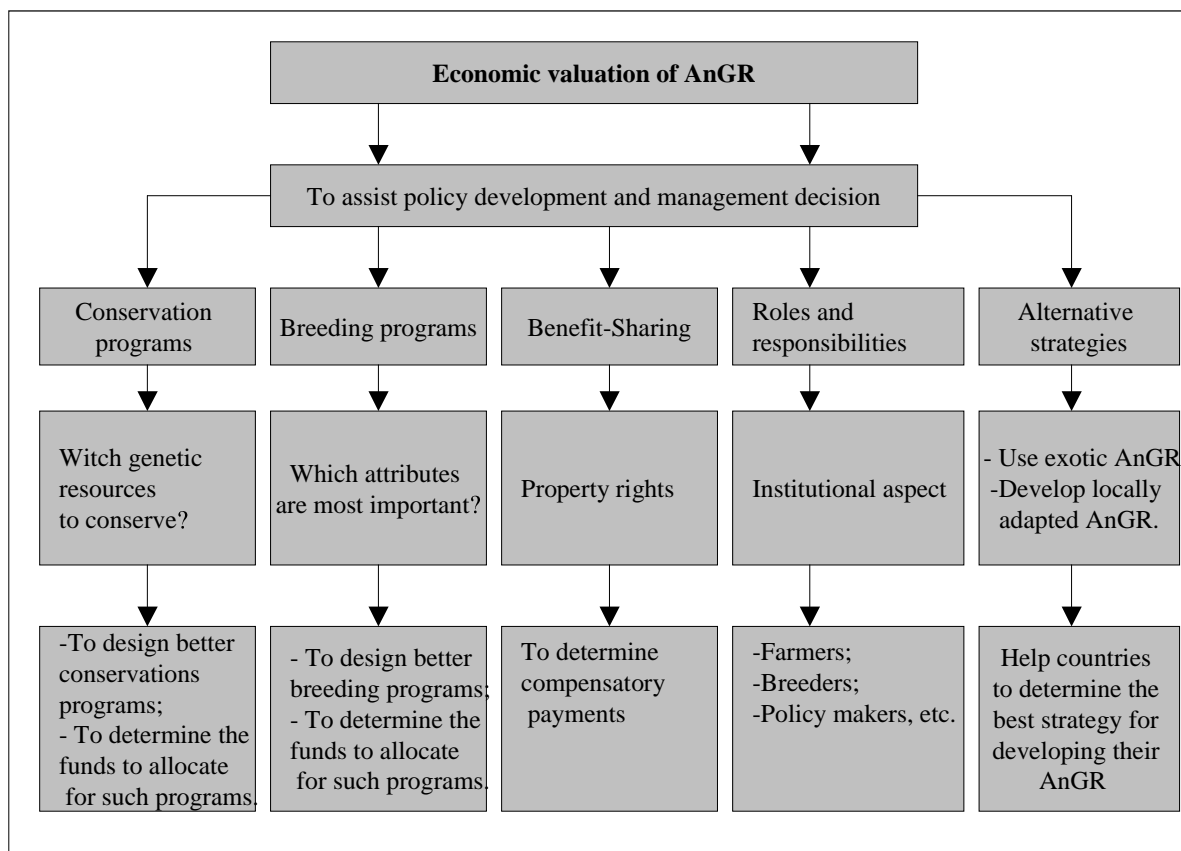 Economic valuation of AnGR
To assist policy development and management decision
Conservation
programs
Breeding programs
Benefit-Sharing
Roles and
responsibilities
Alternative
strategies
Witch genetic
resources
to conserve?
Which attributes
are most important?
Property rights
Institutional aspect
- Use exotic AnGR
-Develop locally
adapted AnGR.
-To design better
conservations
programs;
- To determine the
funds to allocate
for such programs.
- To design better
breeding programs;
- To determine the
funds to allocate
for such programs.
To determine
compensatory
payments
-Farmers;
-Breeders;
-Policy makers, etc.
Help countries
to determine the
best strategy for
developing their
AnGR